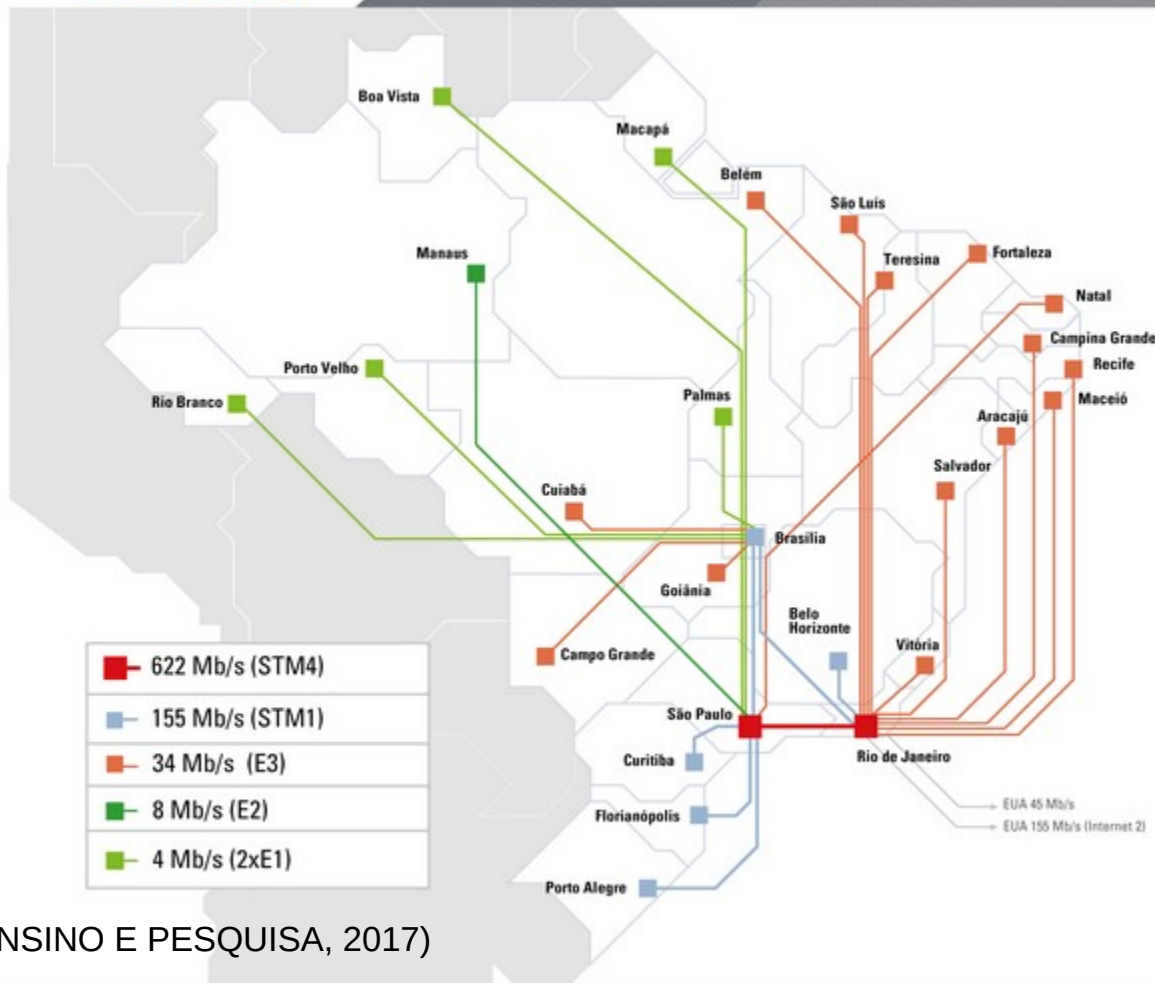 Boa Vista
Macapá
Belém
São Luís
Teresina
Fortaleza
Manaus
Natal
Campina Grande
Recife
Porto Velho
Maceió
Rio Branco
Palmas
Aracajú
Salvador
Cuiabá
Brasília
Goiânia
Belo
Horizonte
Vitória
Campo Grande
São Paulo
Rio de Janeiro
Curitiba
Florianópolis
Porto Alegre
EUA 45 Mb/s
EUA 155 Mb/s (Internet 2)
622 Mb/s (STM4)
155 Mb/s (STM1)
34 Mb/s (E3)
8 Mb/s (E2)
4 Mb/s (2xE1)
NSINO E PESQUISA, 2017)